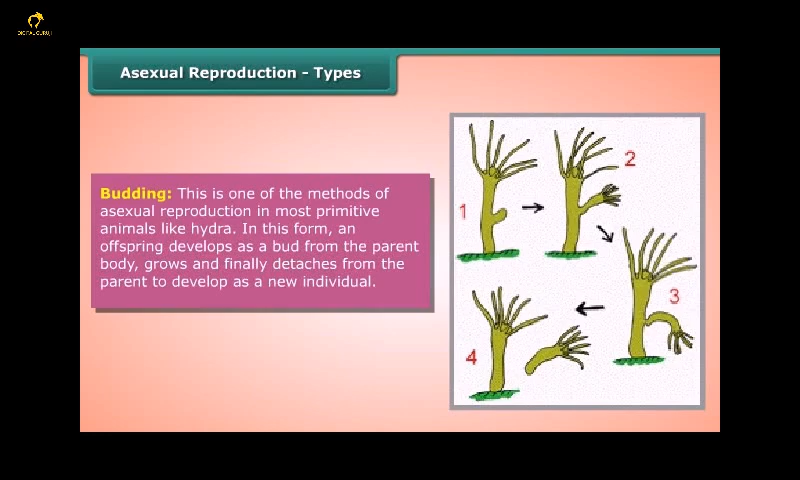 DIGITAL GURUJI
Asexual Reproduction - Types
Budding: This is one of the methods of
asexual reproduction in most primitive
animals like hydra. In this form, an
offspring develops as a bud from the parent
body, grows and finally detaches from the
parent to develop as a new individual.
1
2
3
4